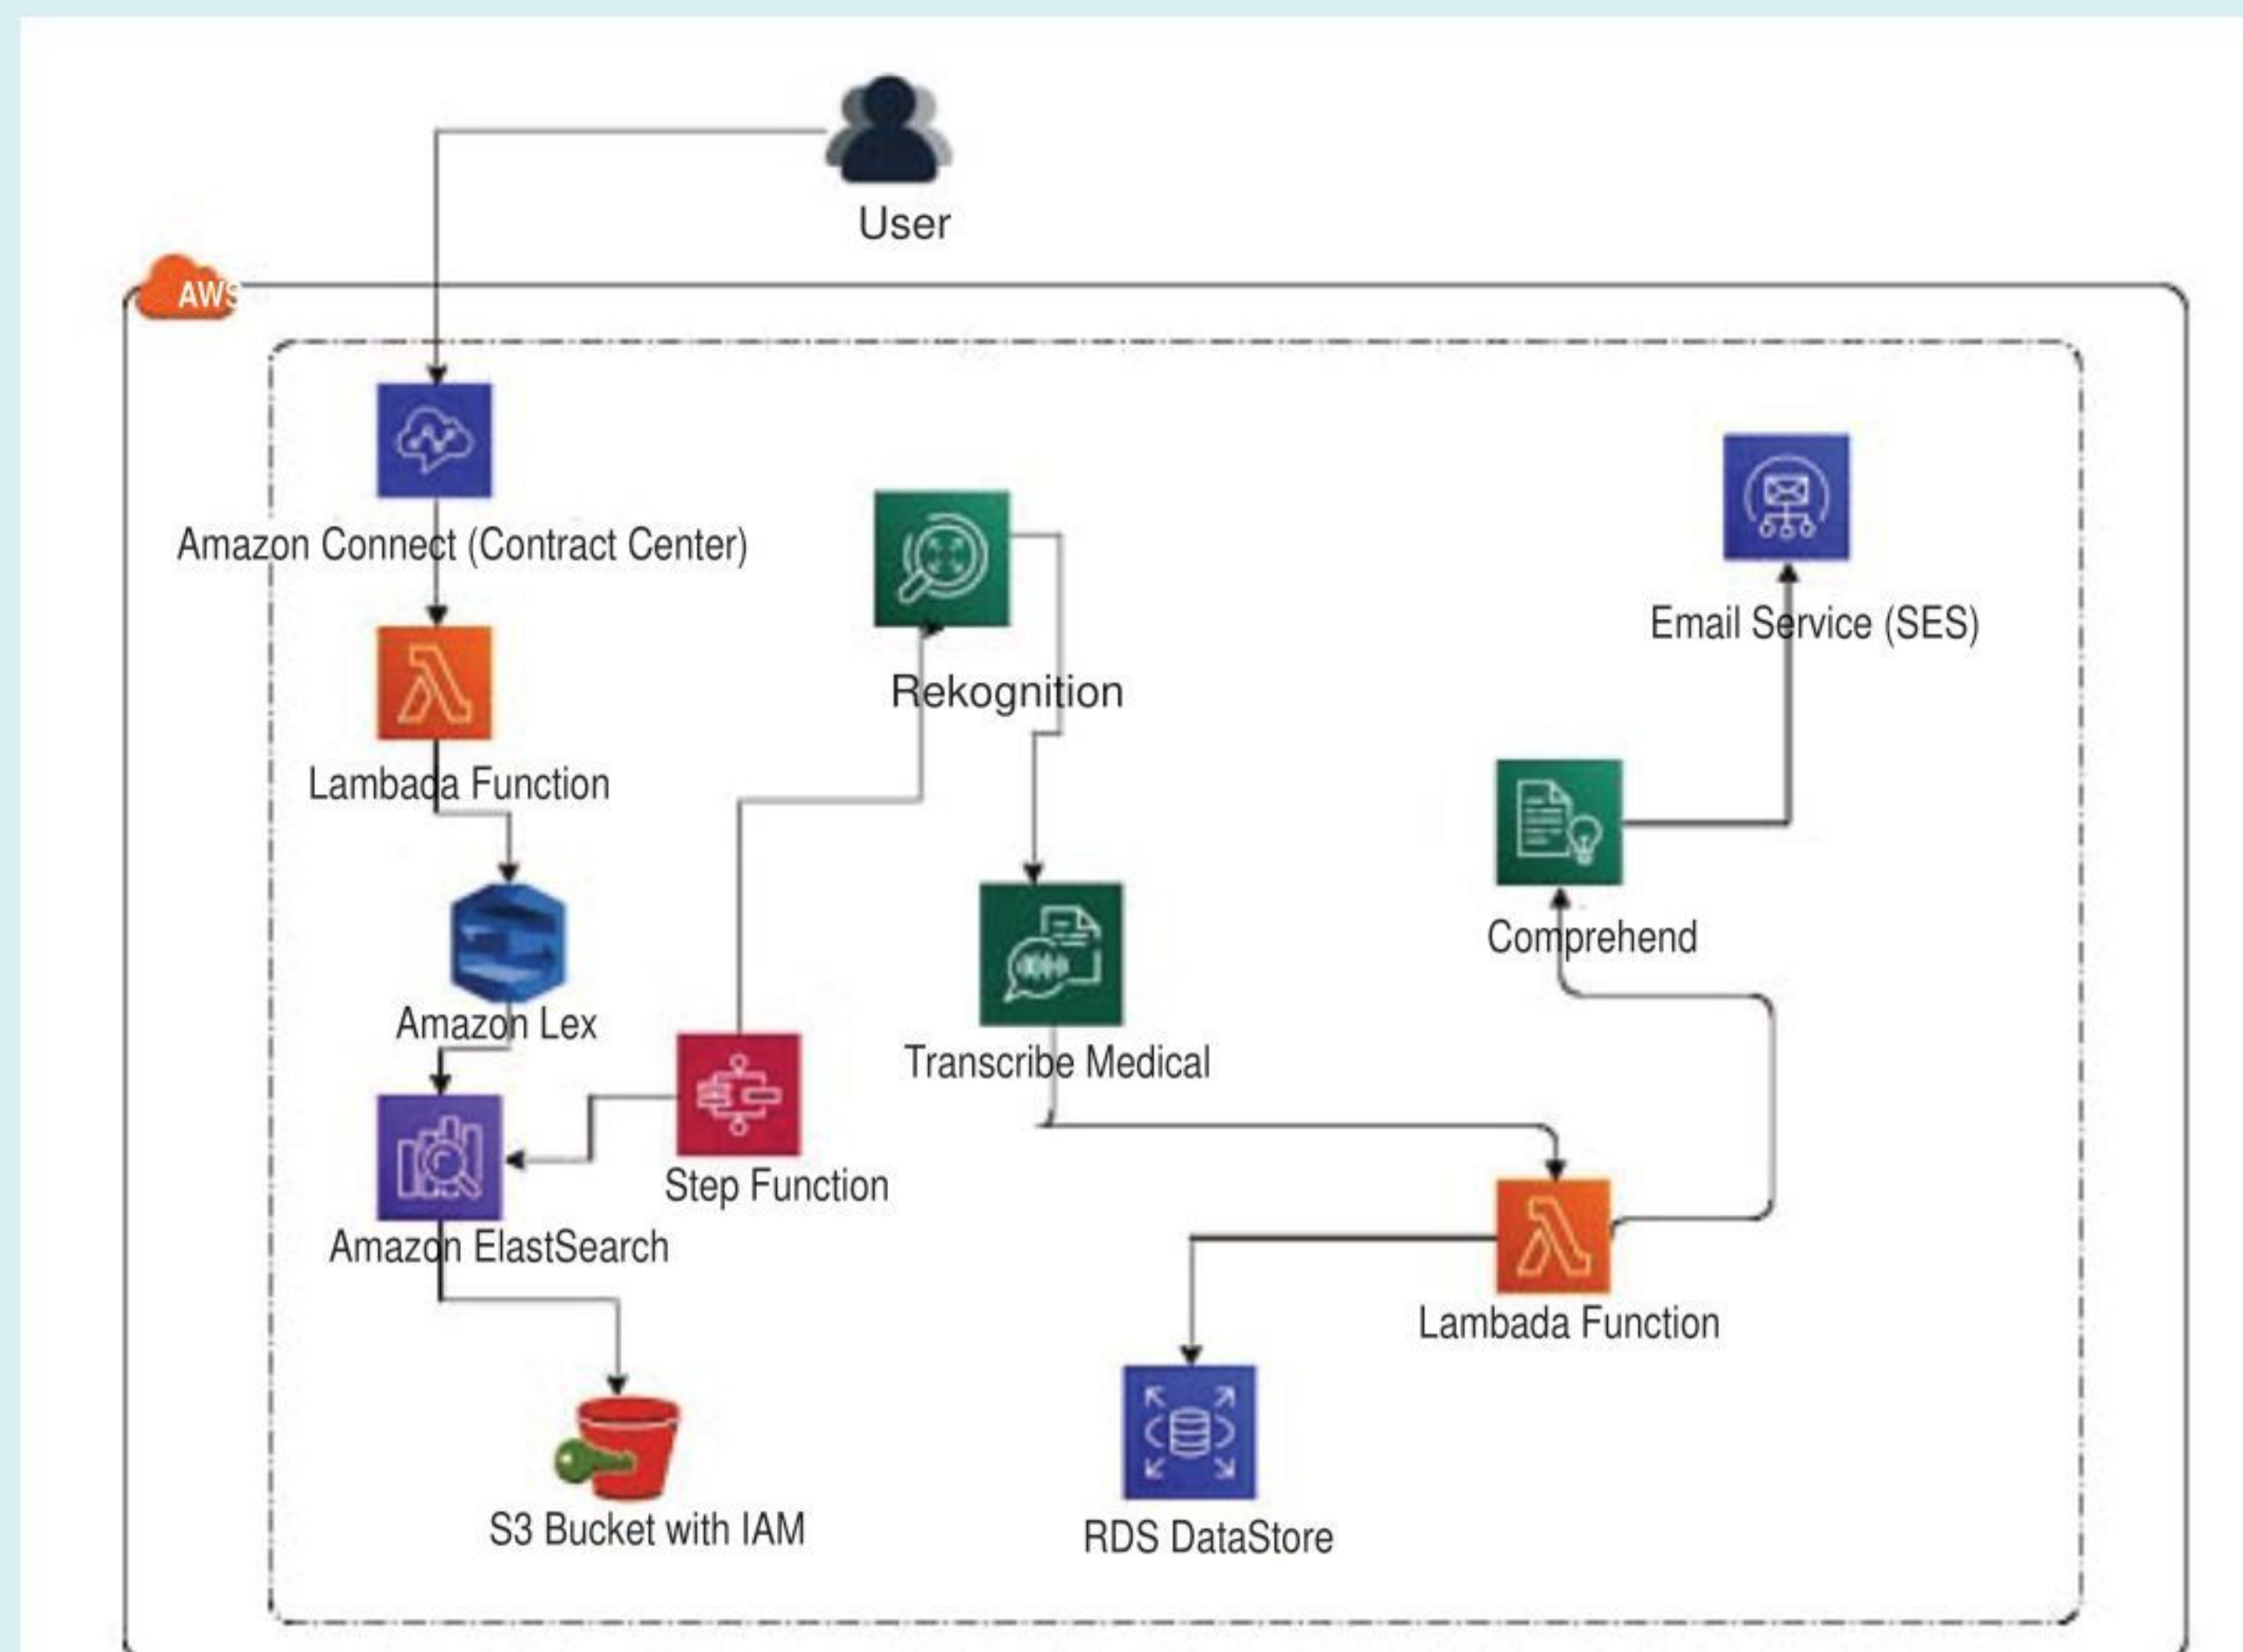 User
AWS
Amazon Connect (Contract Center)
Email Service (SES)
Rekognition
Lambada Function
Comprehend
Amazon Lex
Transcribe Medical
Step Function
Amazon ElastSearch
Lambada Function
S3 Bucket with IAM
RDS DataStore